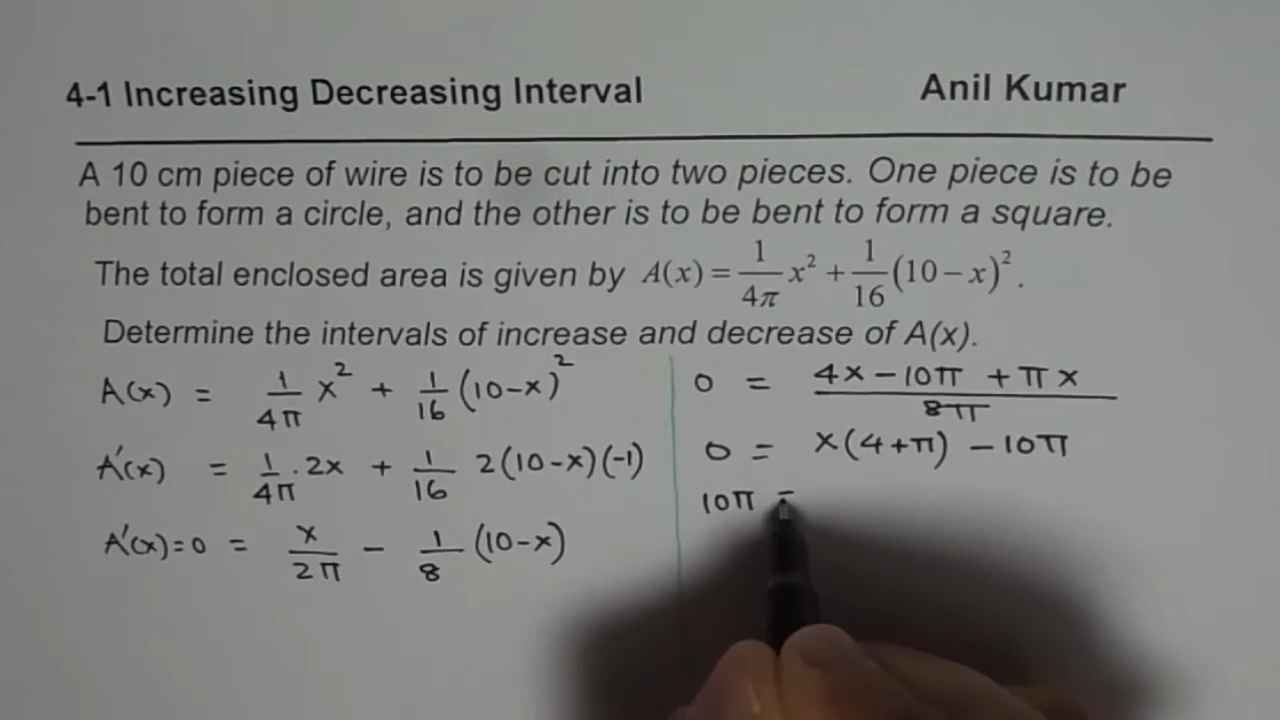 4-1 Increasing Decreasing Interval
Anil Kumar
A 10 cm piece of wire is to be cut into two pieces. One piece is to be
bent to form a circle, and the other is to be bent to form a square.
The total enclosed area is given by A(x) = 1/4π x² + 1/16 (10 − x)².
Determine the intervals of increase and decrease of A(x).
A(x) = 1/4π x² + 1/16 (10-x)²
A'(x) = 1/4π · 2x + 1/16 2(10-x)(-1)
A'(x)=0 = x/2π − 1/8 (10-x)
0 = 4x − 10π + πx / 8π
0 = x(4+π) − 10π
10π =